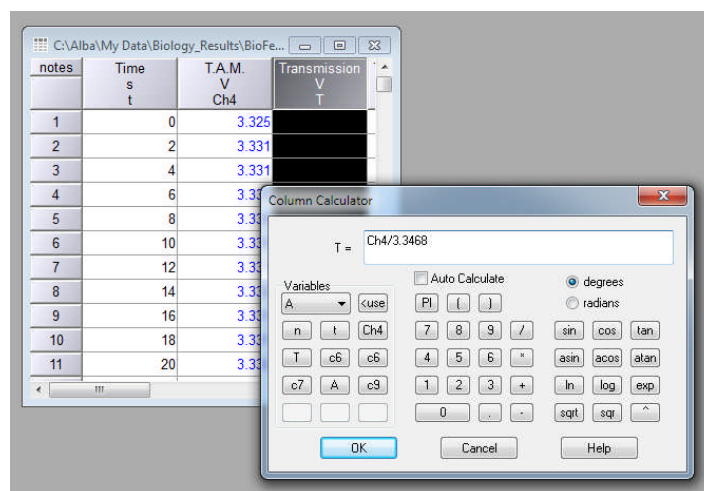 C:\Alba\My Data\Biology_Results\BioFe...
notes Time T.A.M. Transmission
s V V
t Ch4 T
1 0 3.325
2 2 3.331
3 4 3.331
4 6
5 8
6 10
7 12
8 14
9 16
10 18
11 20
Column Calculator
T = Ch4/3.3468
Variables
Auto Calculate
degrees
radians
A <use PI ( )
n t Ch4 7 8 9 / sin cos tan
T c6 c6 4 5 6 * asin acos atan
c7 A c9 1 2 3 + ln log exp
0 . - sqrt sqr ^
OK Cancel Help